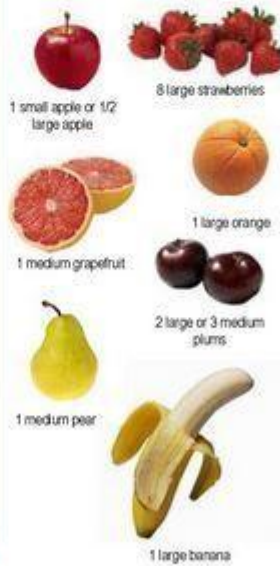 1 small apple or 1/2
large apple
8 large strawberries
1 large orange
1 medium grapefruit
2 large or 3 medium
plums
1 medium pear
1 large banana